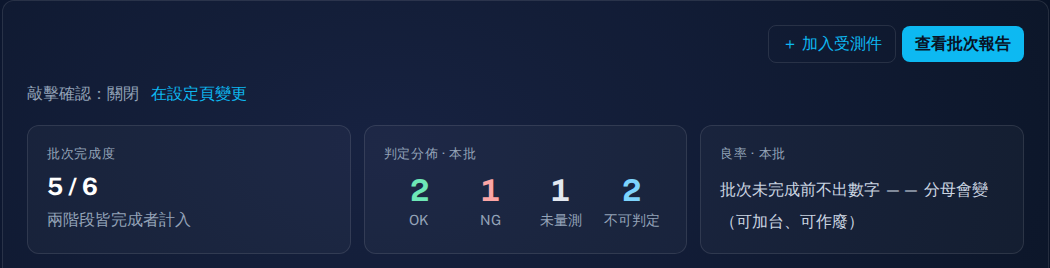 + 加入受測件 查看批次報告
敲擊確認：關閉 在設定頁變更
批次完成度
5 / 6
兩階段皆完成者計入
判定分佈 · 本批
2 1 1 2
OK NG 未量測 不可判定
良率 · 本批
批次未完成前不出數字 —— 分母會變
（可加台、可作廢）